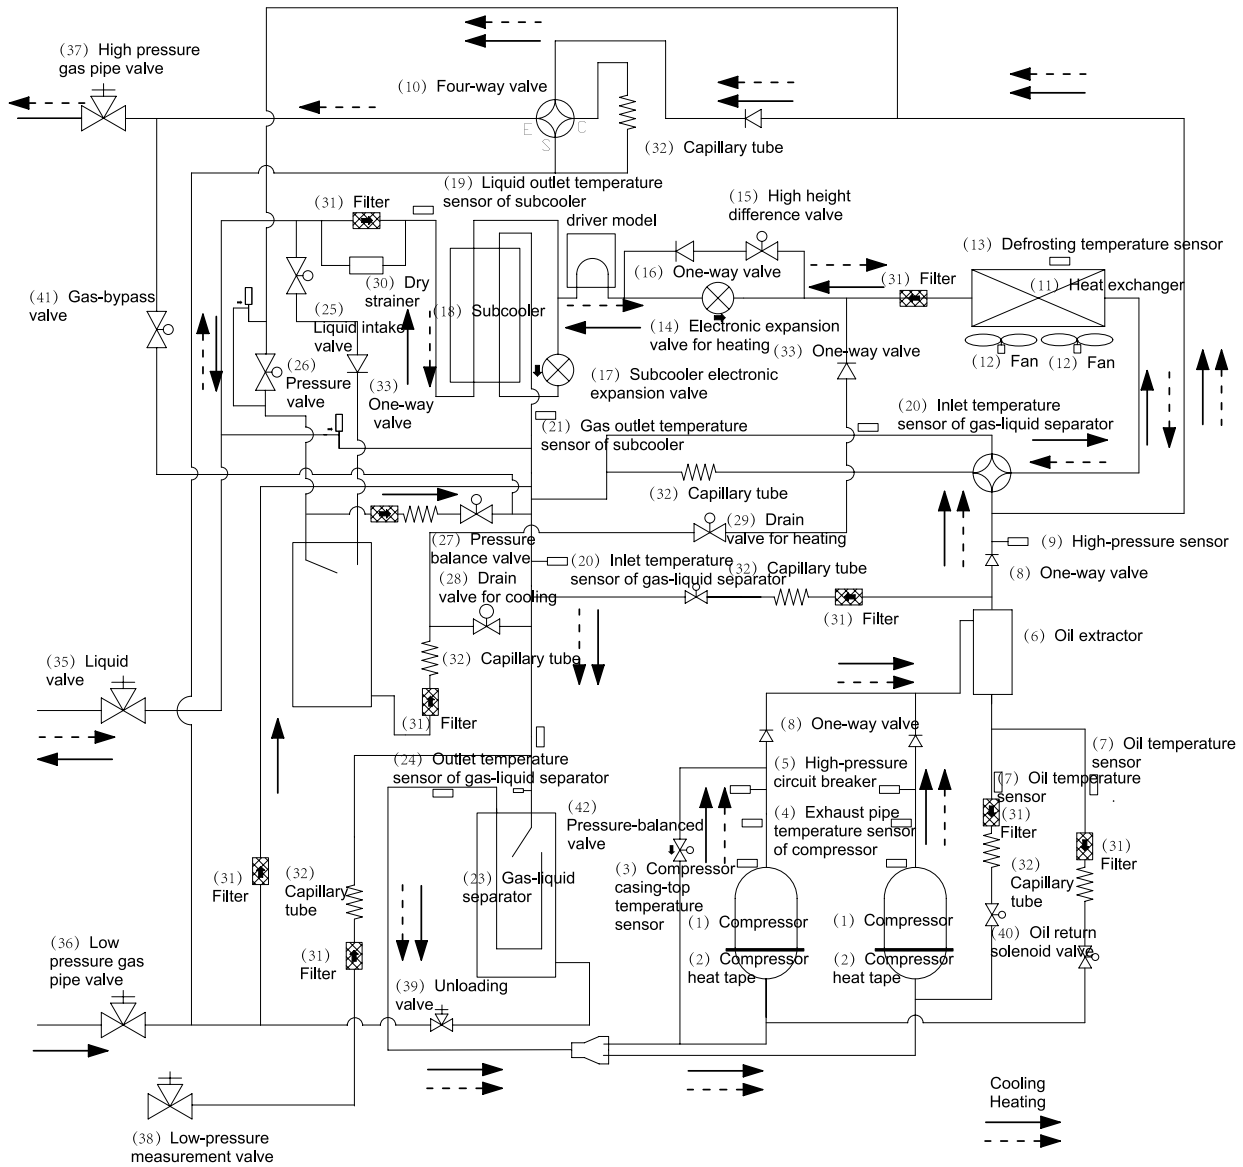 (37) High pressure
gas pipe valve
(10) Four-way valve
E
C
S
(32) Capillary tube
(19) Liquid outlet temperature
sensor of subcooler
(31) Filter
driver model
(15) High height
difference valve
(13) Defrosting temperature sensor
(16) One-way valve
(31) Filter
(11) Heat exchanger
(30) Dry
strainer
(41) Gas-bypass
valve
(25)
Liquid intake
valve
(18) Subcooler
(14) Electronic expansion
valve for heating
(33) One-way valve
(12) Fan
(12) Fan
(26)
Pressure
valve
(33)
One-way
valve
(17) Subcooler electronic
expansion valve
(20) Inlet temperature
sensor of gas-liquid separator
(21) Gas outlet temperature
sensor of subcooler
(32) Capillary tube
(27) Pressure
balance valve
(29) Drain
valve for heating
(9) High-pressure sensor
(20) Inlet temperature
sensor of gas-liquid separator
(32) Capillary tube
(8) One-way valve
(28) Drain
valve for cooling
(31) Filter
(6) Oil extractor
(35) Liquid
valve
(32) Capillary tube
(31) Filter
(8) One-way valve
(7) Oil temperature
sensor
(24) Outlet temperature
sensor of gas-liquid separator
(5) High-pressure
circuit breaker
(7) Oil temperature
sensor
(42)
Pressure-balanced
valve
(4) Exhaust pipe
temperature sensor
of compressor
(31)
Filter
(31)
Filter
(31)
Filter
(32)
Capillary
tube
(23) Gas-liquid
separator
(3) Compressor
casing-top
temperature
sensor
(32)
Capillary
tube
(1) Compressor
(1) Compressor
(36) Low
pressure gas
pipe valve
(31)
Filter
(2) Compressor
heat tape
(2) Compressor
heat tape
(40) Oil return
solenoid valve
(39) Unloading
valve
Cooling
Heating
(38) Low-pressure
measurement valve